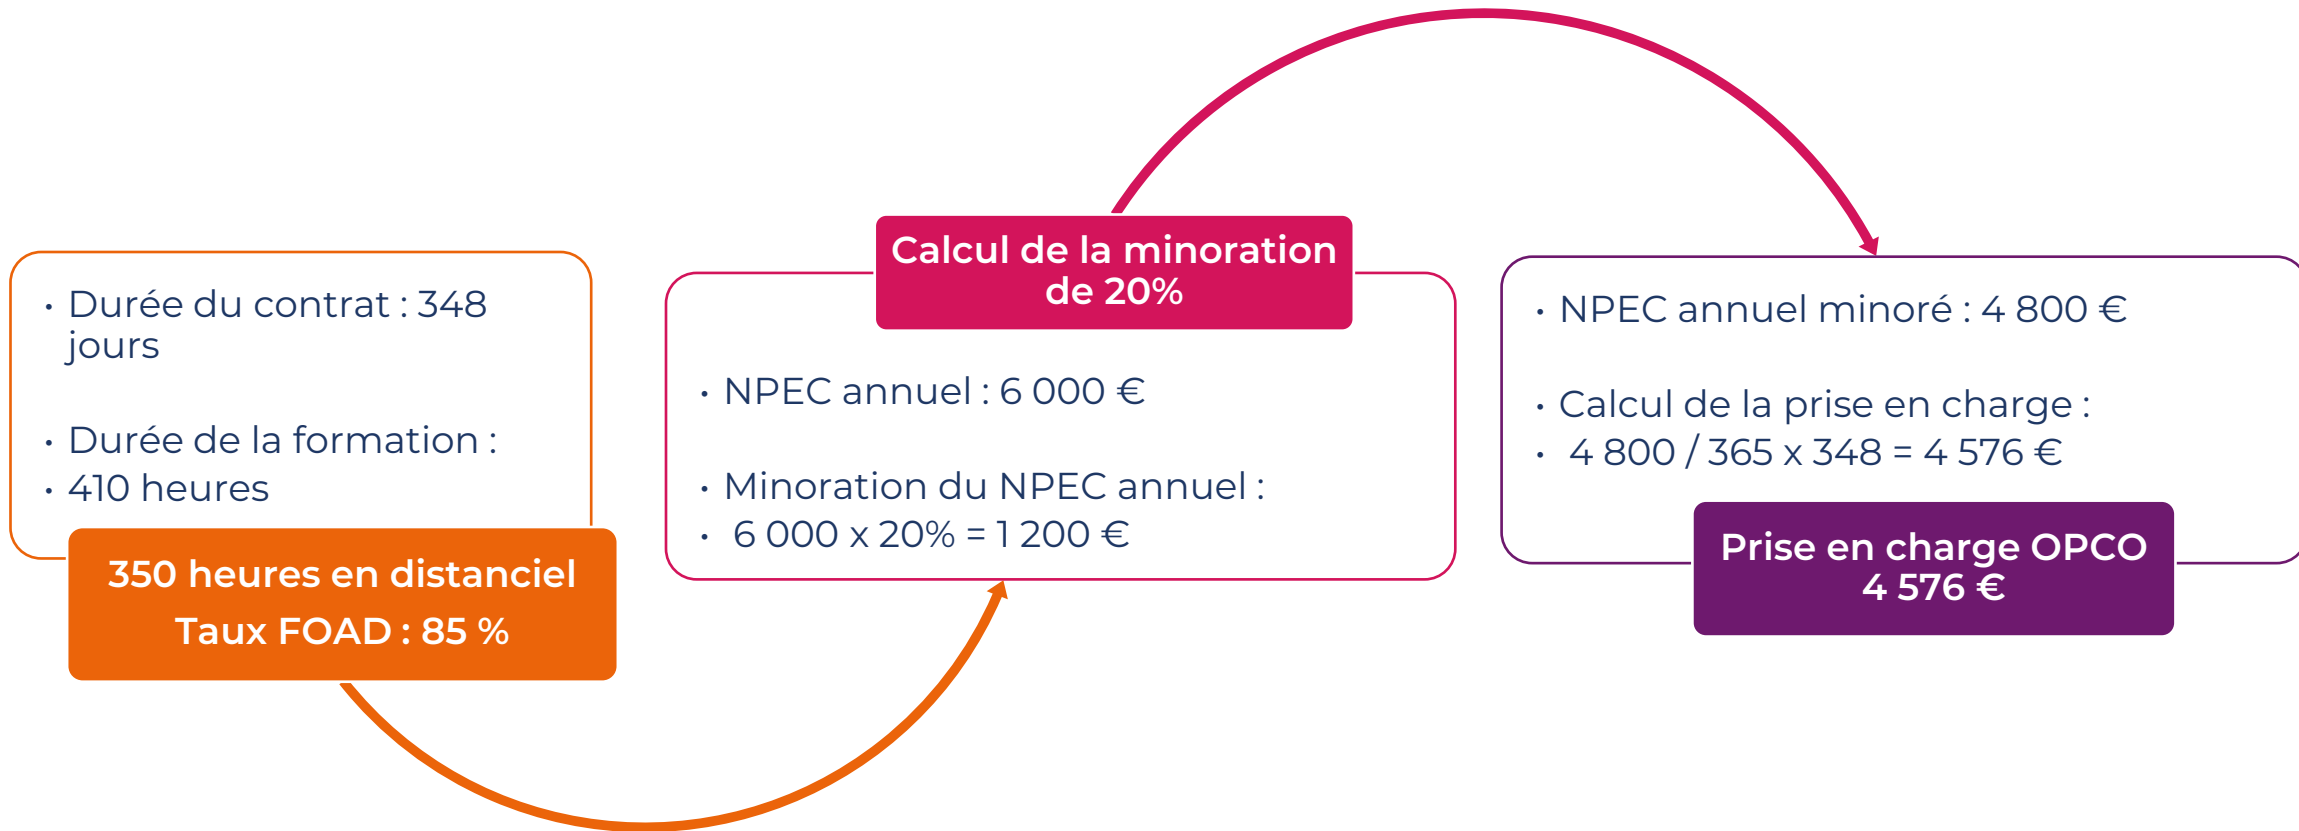 • Durée du contrat : 348
jours
• Durée de la formation :
• 410 heures
350 heures en distanciel
Taux FOAD : 85 %
Calcul de la minoration
de 20%
• NPEC annuel : 6 000 €
• Minoration du NPEC annuel :
• 6 000 x 20% = 1 200 €
• NPEC annuel minoré : 4 800 €
• Calcul de la prise en charge :
• 4 800 / 365 x 348 = 4 576 €
Prise en charge OPCO
4 576 €